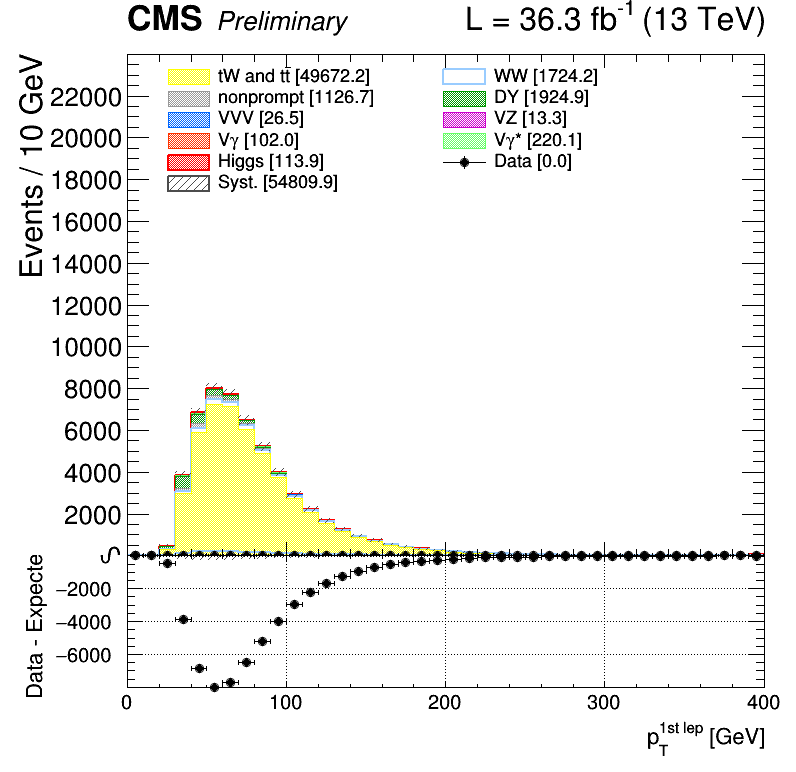 CMS Preliminary L = 36.3 fb-1 (13 TeV)
Events / 10 GeV
tW and tt̄ [49672.2] WW [1724.2]
nonprompt [1126.7] DY [1924.9]
VVV [26.5] VZ [13.3]
Vγ [102.0] Vγ* [220.1]
Higgs [113.9] Data [0.0]
Syst. [54809.9]
22000
20000
18000
16000
14000
12000
10000
8000
6000
4000
2000
0
Data - Expecte
−2000
−4000
−6000
0 100 200 300 400
pT 1st lep [GeV]